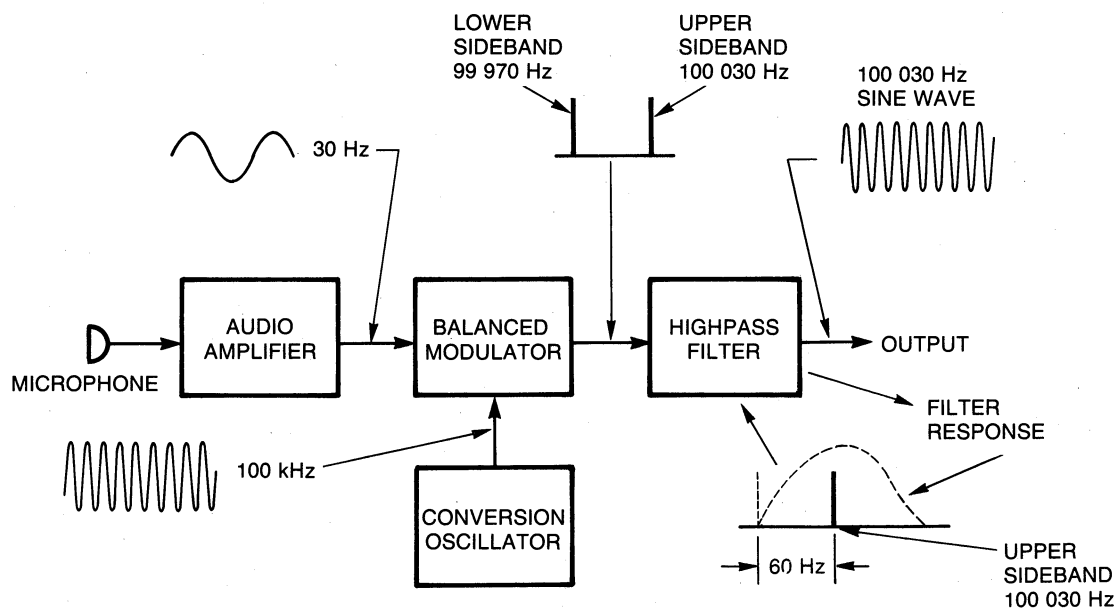 LOWER
SIDEBAND
99 970 Hz
UPPER
SIDEBAND
100 030 Hz
100 030 Hz
SINE WAVE
30 Hz
AUDIO
AMPLIFIER
BALANCED
MODULATOR
HIGHPASS
FILTER
OUTPUT
MICROPHONE
FILTER
RESPONSE
100 kHz
CONVERSION
OSCILLATOR
60 Hz
UPPER
SIDEBAND
100 030 Hz